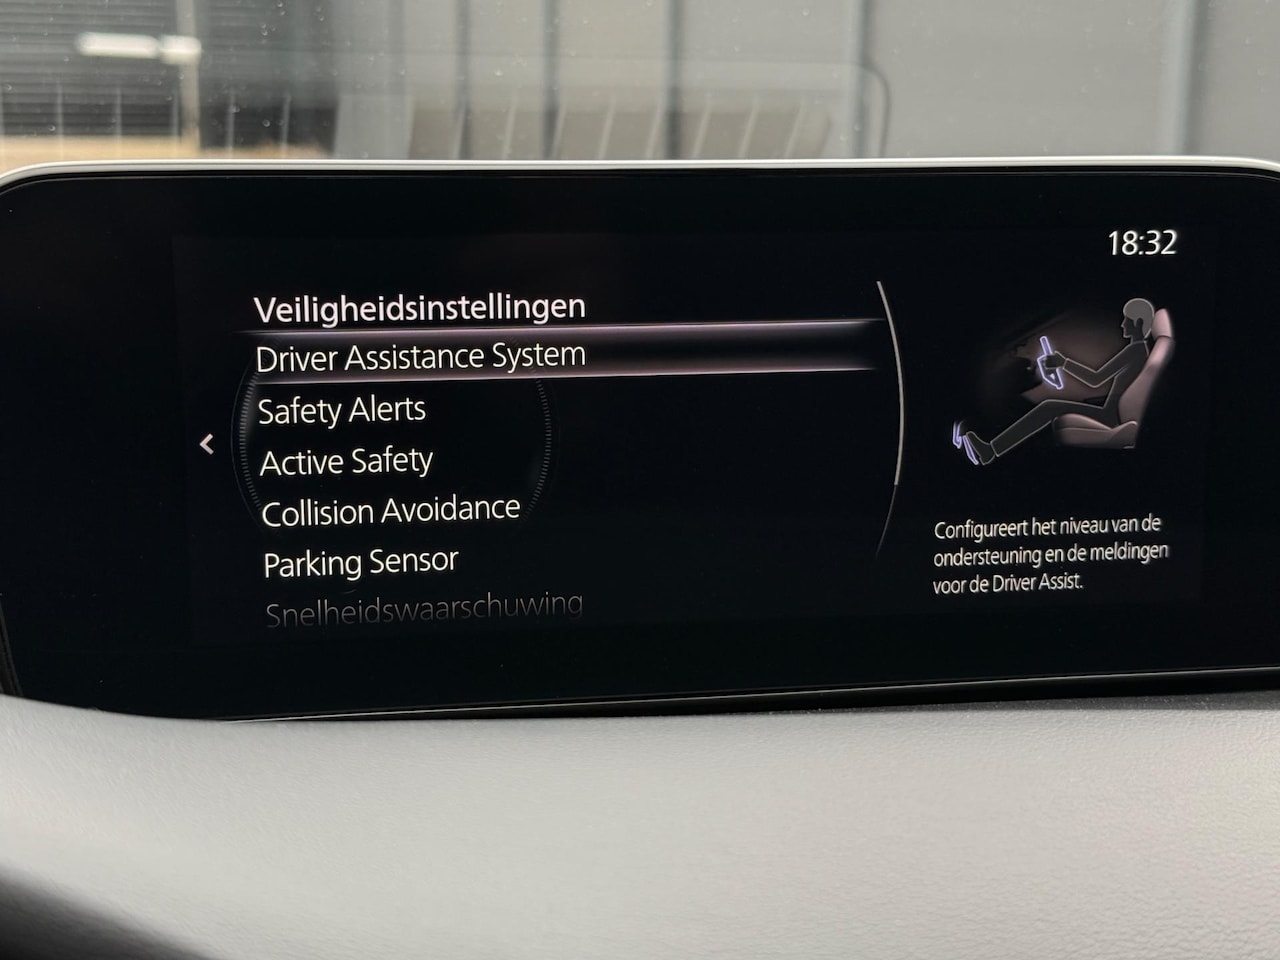 18:32
Veiligheidsinstellingen
Driver Assistance System
Safety Alerts
Active Safety
Collision Avoidance
Parking Sensor
Snelheidswaarschuwing
Configureert het niveau van de
ondersteuning en de meldingen
voor de Driver Assist.